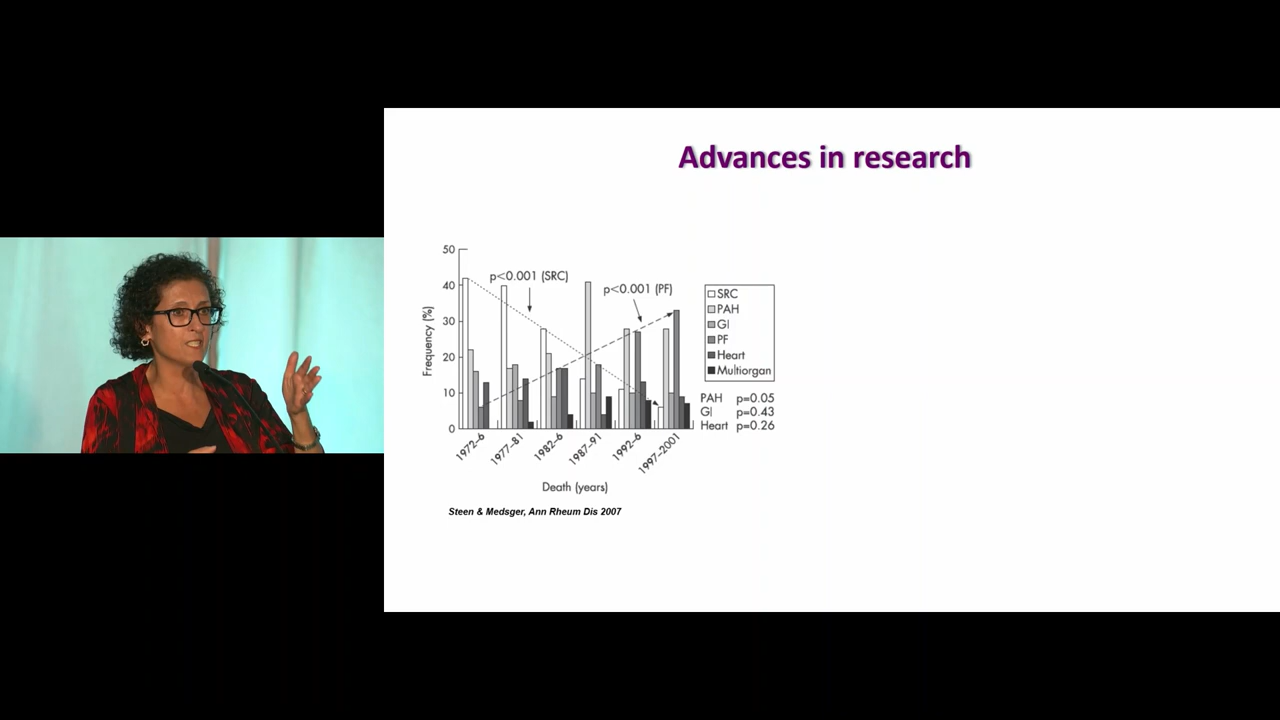 Advances in research
50
40
30
20
10
0
Frequency (%)
p<0.001 (SRC)
p<0.001 (PF)
SRC
PAH
GI
PF
Heart
Multiorgan
PAH p=0.05
GI p=0.43
Heart p=0.26
1972–6
1977–81
1982–6
1987–91
1992–6
1997–2001
Death (years)
Steen & Medsger, Ann Rheum Dis 2007